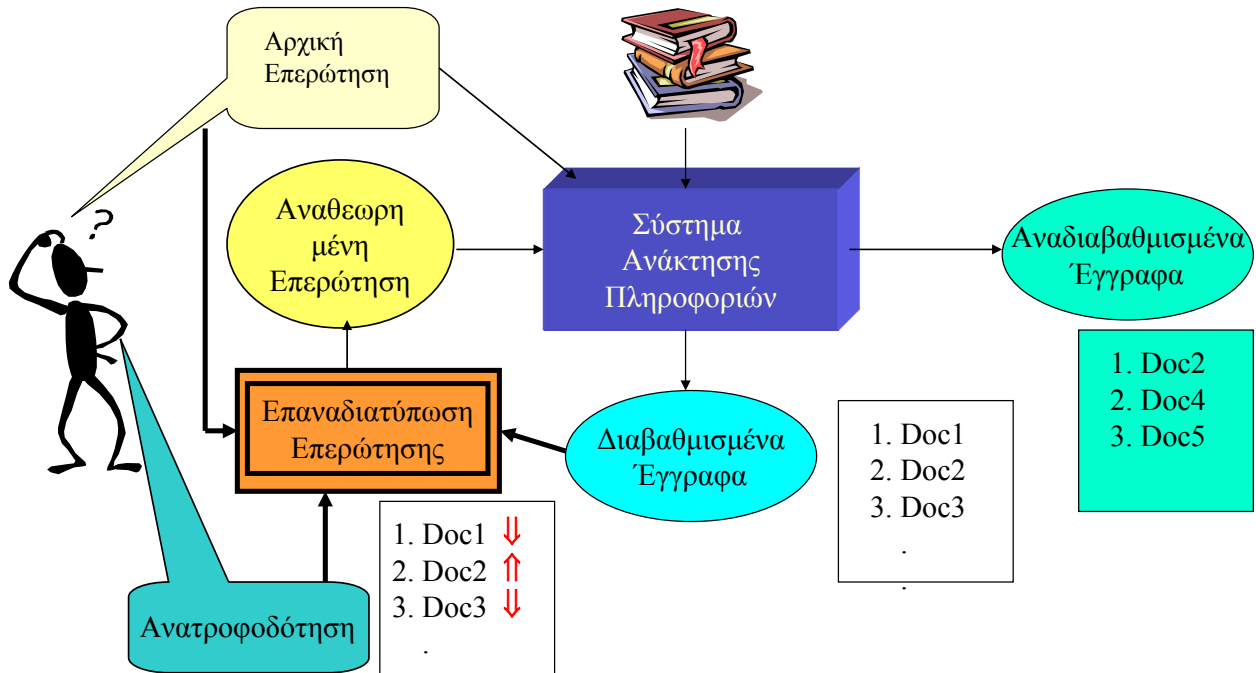 Αρχική
Επερώτηση
?
Αναθεωρη
μένη
Επερώτηση
Σύστημα
Ανάκτησης
Πληροφοριών
Αναδιαβαθμισμένα
Έγγραφα
1. Doc2
2. Doc4
3. Doc5
Επαναδιατύπωση
Επερώτησης
Διαβαθμισμένα
Έγγραφα
1. Doc1
2. Doc2
3. Doc3
.
.
1. Doc1 ⇓
2. Doc2 ⇑
3. Doc3 ⇓
.
Ανατροφοδότηση